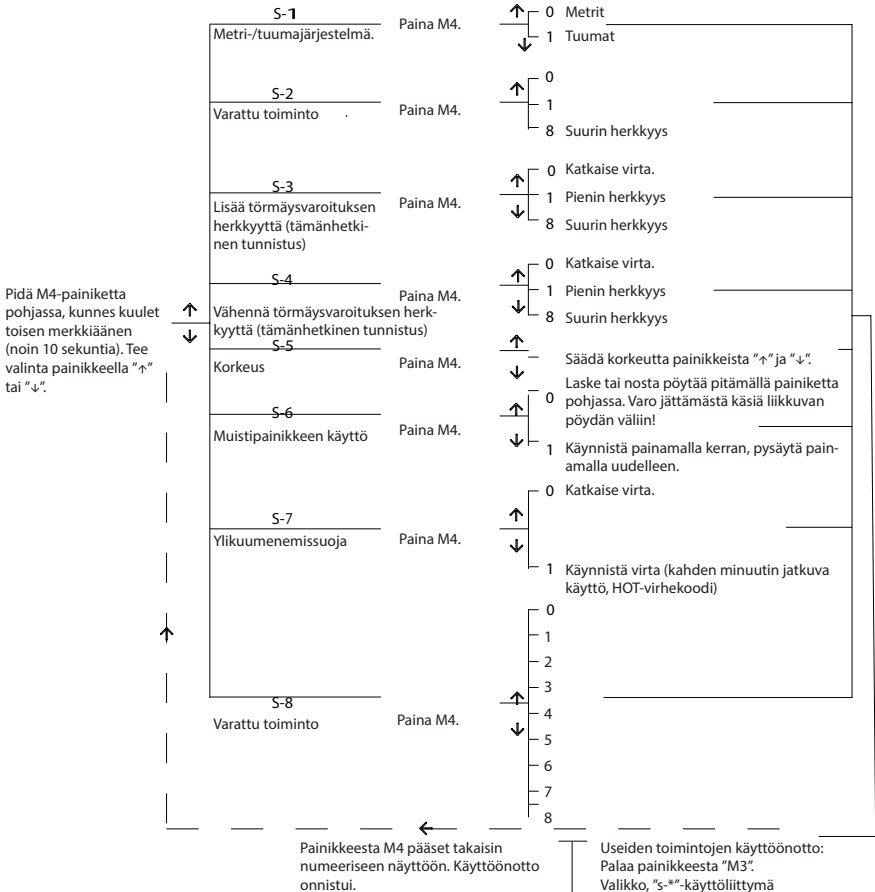 S-1
Metri-/tuumajärjestelmä.
Paina M4.
↑
↓
0 Metrit
1 Tuumat
S-2
Varattu toiminto .
Paina M4.
↑
0
1
8 Suurin herkkyys
S-3
Lisää törmäysvaroituksen
herkkyyttä (tämänhetki-
nen tunnistus)
Paina M4.
↑
↓
0 Katkaise virta.
1 Pienin herkkyys
8 Suurin herkkyys
Pidä M4-painiketta
pohjassa, kunnes kuulet
toisen merkkiäänen
(noin 10 sekuntia). Tee
valinta painikkeella "↑"
tai "↓".
↑
↓
S-4
Vähennä törmäysvaroituksen herk-
kyyttä (tämänhetkinen tunnistus)
Paina M4.
↑
↓
0 Katkaise virta.
1 Pienin herkkyys
8 Suurin herkkyys
S-5
Korkeus
Paina M4.
↑
↓
Säädä korkeutta painikkeista "↑" ja "↓".
S-6
Muistipainikkeen käyttö
Paina M4.
↑
↓
0 Laske tai nosta pöytää pitämällä painiketta
pohjassa. Varo jättämästä käsiä liikkuvan
pöydän väliin!
1 Käynnistä painamalla kerran, pysäytä pain-
amalla uudelleen.
S-7
Ylikuumenemissuoja
Paina M4.
↑
↓
0 Katkaise virta.
1 Käynnistä virta (kahden minuutin jatkuva
käyttö, HOT-virhekoodi)
S-8
Varattu toiminto
Paina M4.
↑
↓
0
1
2
3
4
5
6
7
8
↑
←
Painikkeesta M4 pääset takaisin
numeeriseen näyttöön. Käyttöönotto
onnistui.
Useiden toimintojen käyttöönotto:
Palaa painikkeesta "M3".
Valikko, "s-*"-käyttöliittymä